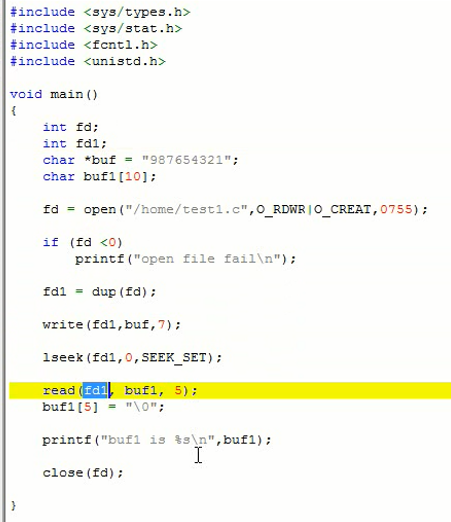 #include <sys/types.h>
#include <sys/stat.h>
#include <fcntl.h>
#include <unistd.h>
void main()
{
int fd;
int fd1;
char *buf = "987654321";
char buf1[10];
fd = open("/home/test1.c",O_RDWR|O_CREAT,0755);
if (fd <0)
printf("open file fail\n");
fd1 = dup(fd);
write(fd1,buf,7);
lseek(fd1,0,SEEK_SET);
read(fd1, buf1, 5);
buf1[5] = "\0";
printf("buf1 is %s\n",buf1);
close(fd);
}